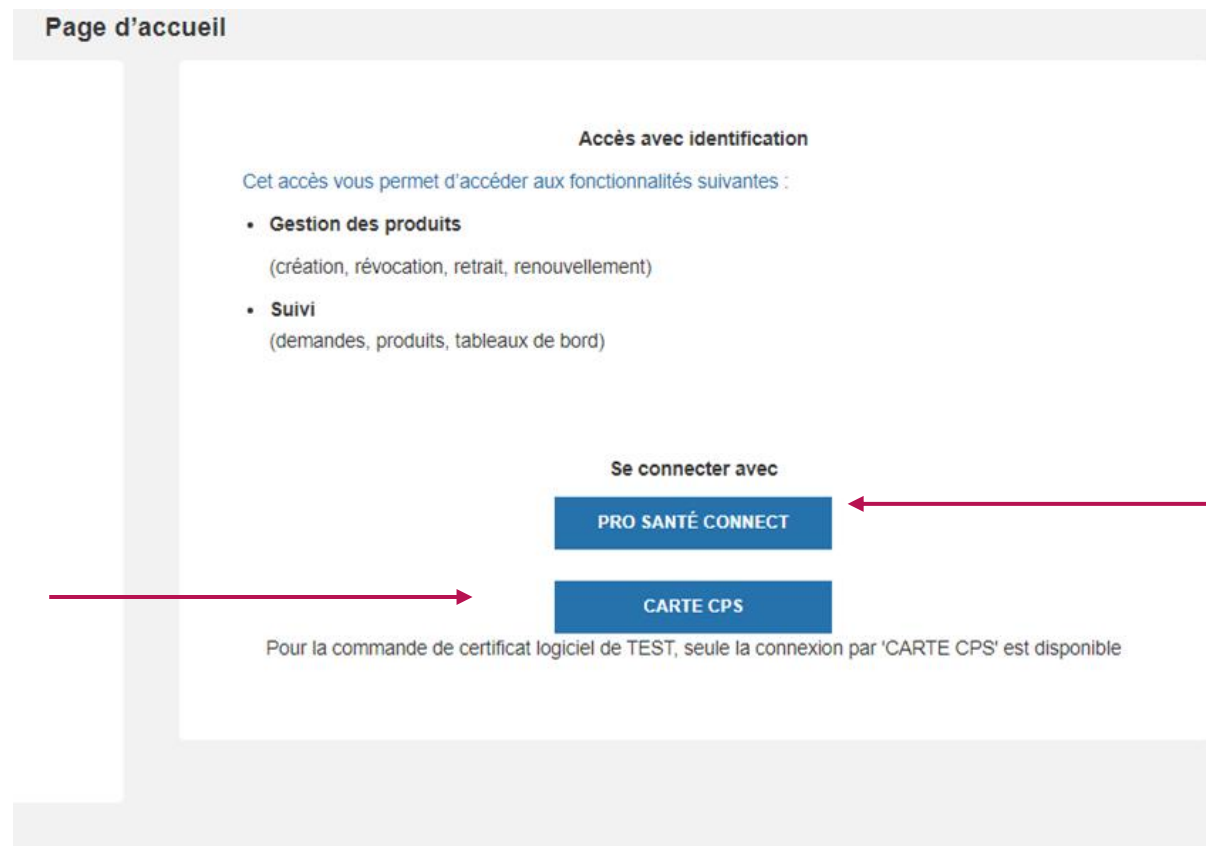 Page d’accueil
Accès avec identification
Cet accès vous permet d’accéder aux fonctionnalités suivantes :
• Gestion des produits
(création, révocation, retrait, renouvellement)
• Suivi
(demandes, produits, tableaux de bord)
Se connecter avec
PRO SANTÉ CONNECT
CARTE CPS
Pour la commande de certificat logiciel de TEST, seule la connexion par 'CARTE CPS' est disponible